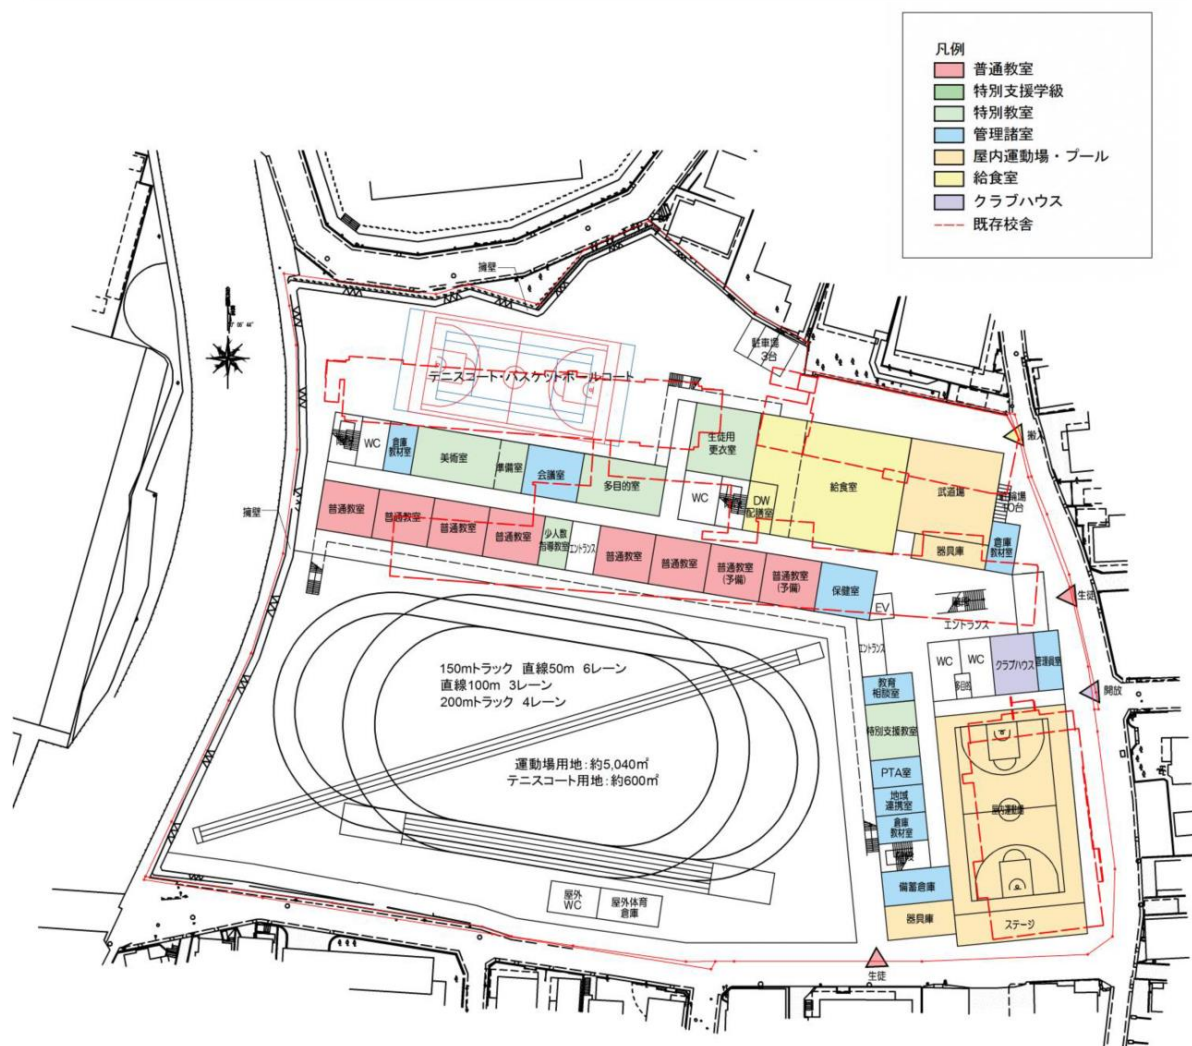 凡例
普通教室
特別支援学級
特別教室
管理諸室
屋内運動場・プール
給食室
クラブハウス
既存校舎
擁壁
駐車場
3台
テニスコート・バスケットボールコート
搬入
WC
倉庫
教材室
美術室
準備室
会議室
多目的室
生徒用
更衣室
WC
DW
配膳室
給食室
武道場
駐輪場
器具庫
倉庫
教材室
擁壁
普通教室
普通教室
普通教室
普通教室
少人数
指導教室
エントランス
普通教室
普通教室
普通教室
(予備)
普通教室
(予備)
保健室
EV
生徒
エントランス
エントランス
WC
WC
多目的
クラブハウス
管理員室
開放
150mトラック 直線50m 6レーン
直線100m 3レーン
200mトラック 4レーン
運動場用地:約5,040㎡
テニスコート用地:約600㎡
教育
相談室
特別支援教室
PTA室
地域
連携室
倉庫
教材室
屋内運動場
備蓄倉庫
器具庫
ステージ
屋外
WC
屋外体育
倉庫
生徒